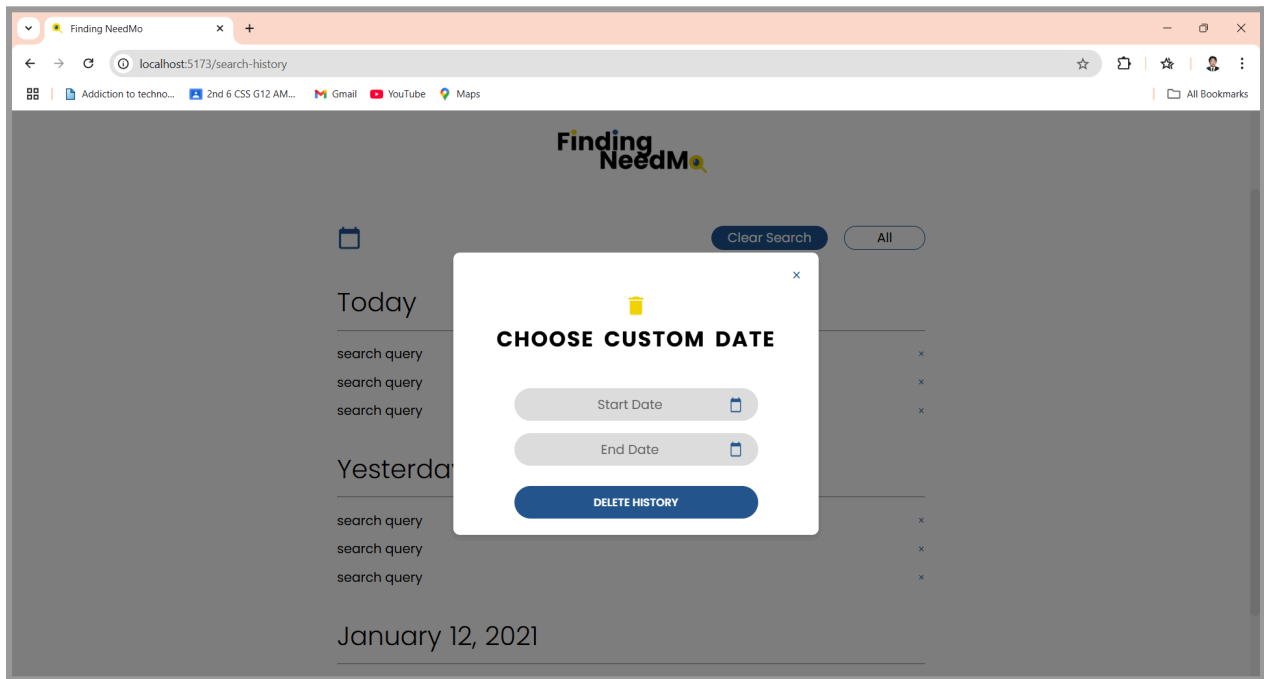 Finding NeedMo
localhost:5173/search-history
Addiction to techno... 2nd 6 CSS G12 AM... Gmail YouTube Maps All Bookmarks
Finding
NeedMo
Clear Search All
Today
CHOOSE CUSTOM DATE
search query
search query
search query
Start Date
End Date
Yesterday
DELETE HISTORY
search query
search query
search query
January 12, 2021